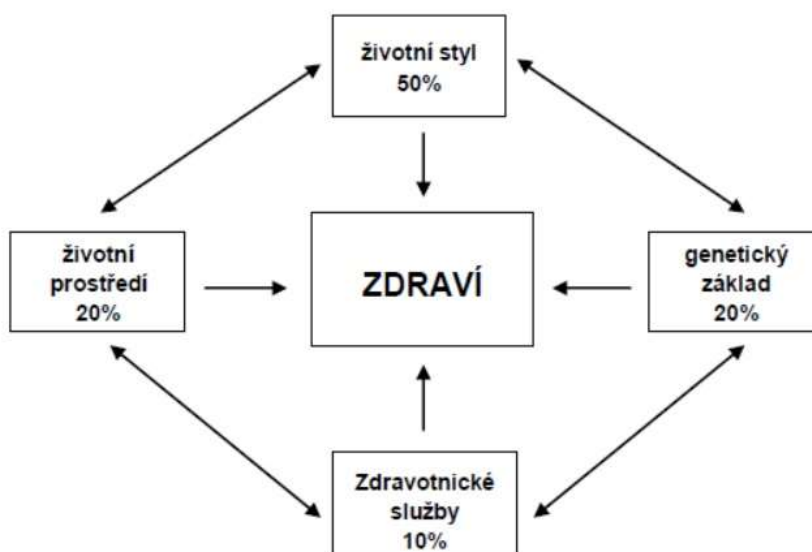 životní styl
50%
životní
prostředí
20%
ZDRAVÍ
genetický
základ
20%
Zdravotnické
služby
10%